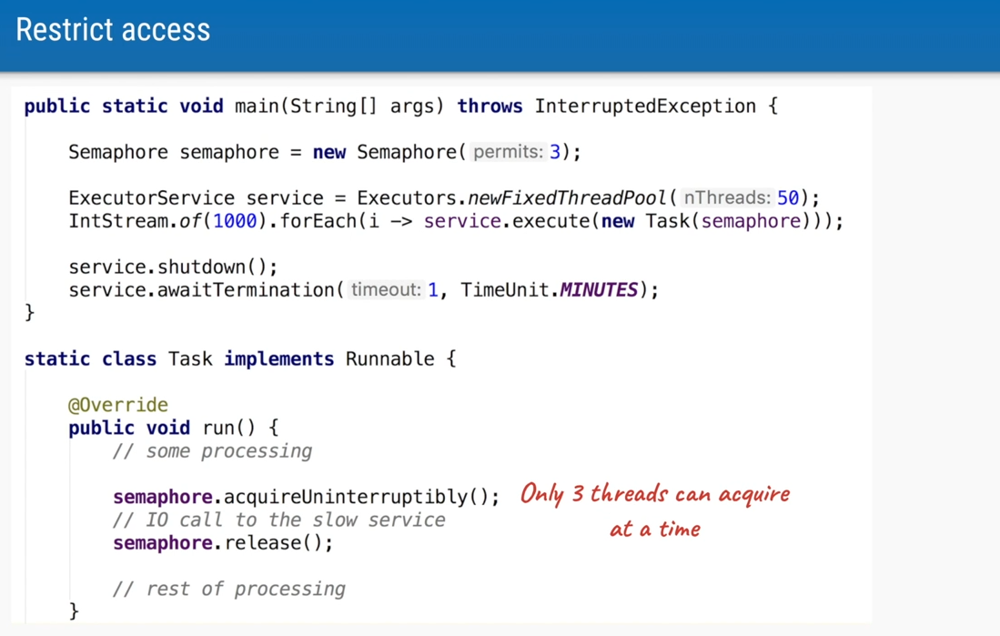 Restrict access
public static void main(String[] args) throws InterruptedException {
Semaphore semaphore = new Semaphore( permits: 3);
ExecutorService service = Executors.newFixedThreadPool( nThreads: 50);
IntStream.of(1000).forEach(i -> service.execute(new Task(semaphore)));
service.shutdown();
service.awaitTermination( timeout: 1, TimeUnit.MINUTES);
}
static class Task implements Runnable {
@Override
public void run() {
// some processing
semaphore.acquireUninterruptibly(); Only 3 threads can acquire
// IO call to the slow service at a time
semaphore.release();
// rest of processing
}